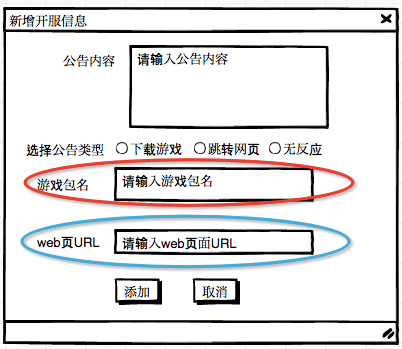 新增开服信息
公告内容 请输入公告内容
选择公告类型 下载游戏 跳转网页 无反应
游戏包名 请输入游戏包名
web页URL 请输入web页面URL
添加 取消